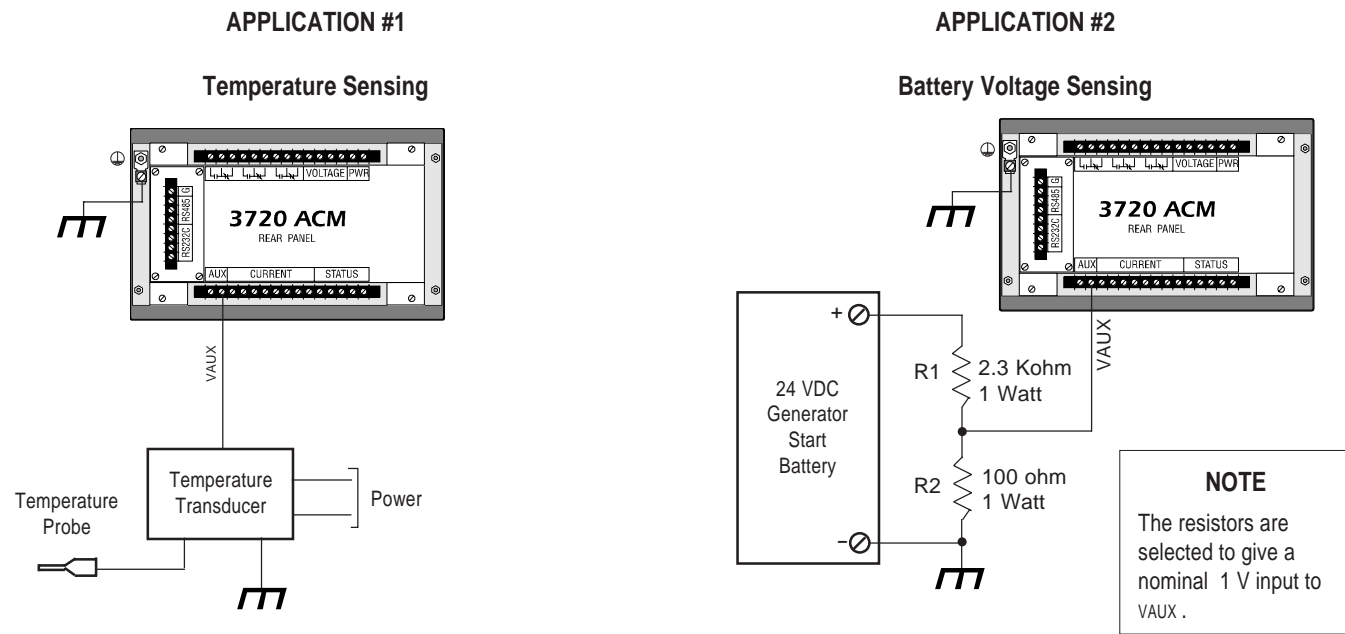 APPLICATION #1
Temperature Sensing
VOLTAGE PWR
RS232C RS485 G
3720 ACM
REAR PANEL
AUX CURRENT STATUS
VAUX
Temperature
Transducer
Power
Temperature
Probe
APPLICATION #2
Battery Voltage Sensing
VOLTAGE PWR
RS232C RS485 G
3720 ACM
REAR PANEL
AUX CURRENT STATUS
VAUX
+
24 VDC
Generator
Start
Battery
–
R1
2.3 Kohm
1 Watt
R2
100 ohm
1 Watt
NOTE
The resistors are
selected to give a
nominal 1 V input to
VAUX .